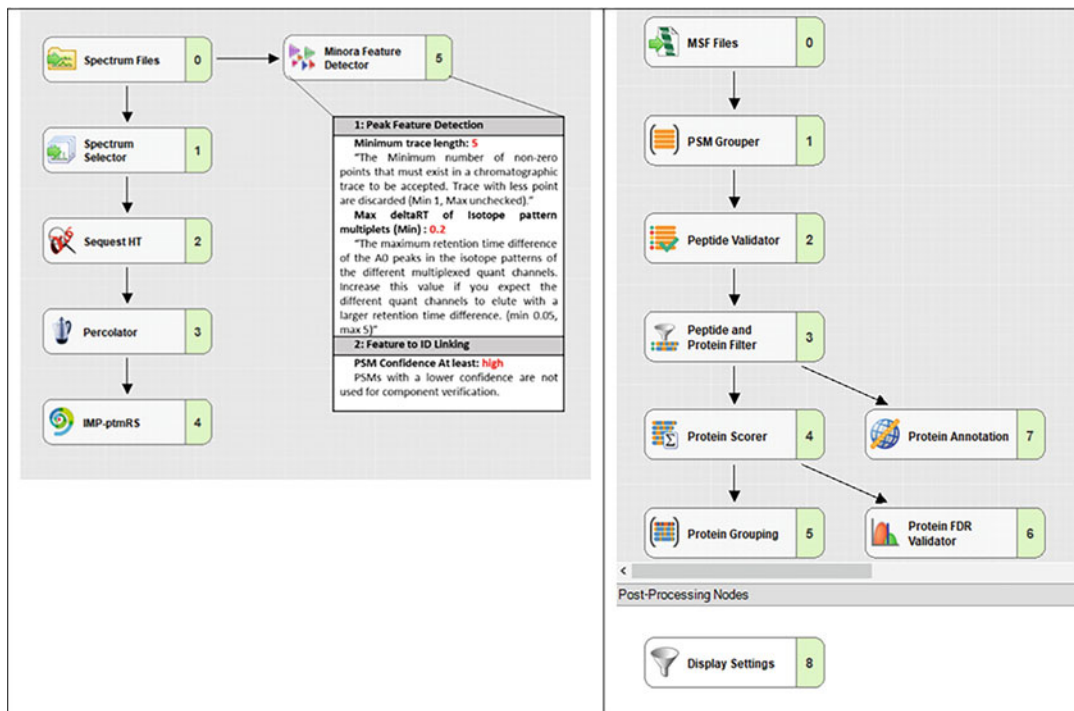 Spectrum Files 0
Minora Feature
Detector 5
Spectrum
Selector 1
Sequest HT 2
Percolator 3
IMP-ptmRS 4
1: Peak Feature Detection
Minimum trace length: 5
"The Minimum number of non-zero
points that must exist in a chromatographic
trace to be accepted. Trace with less point
are discarded (Min 1, Max unchecked)."
Max deltaRT of Isotope pattern
multiplets (Min) : 0.2
"The maximum retention time difference
of the A0 peaks in the isotope patterns of
the different multiplexed quant channels.
Increase this value if you expect the
different quant channels to elute with a
larger retention time difference. (min 0.05,
max 5)"
2: Feature to ID Linking
PSM Confidence At least: high
PSMs with a lower confidence are not
used for component verification.
MSF Files 0
PSM Grouper 1
Peptide Validator 2
Peptide and
Protein Filter 3
Protein Scorer 4
Protein Annotation 7
Protein Grouping 5
Protein FDR
Validator 6
Post-Processing Nodes
Display Settings 8